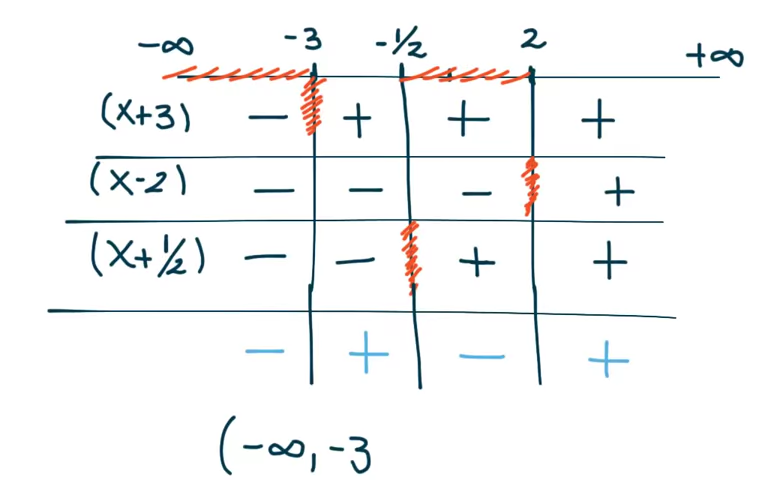 -∞ -3 -1/2 2 +∞
(x+3) - + + +
(x-2) - - - +
(x+1/2) - - + +
- + - +
(-∞, -3